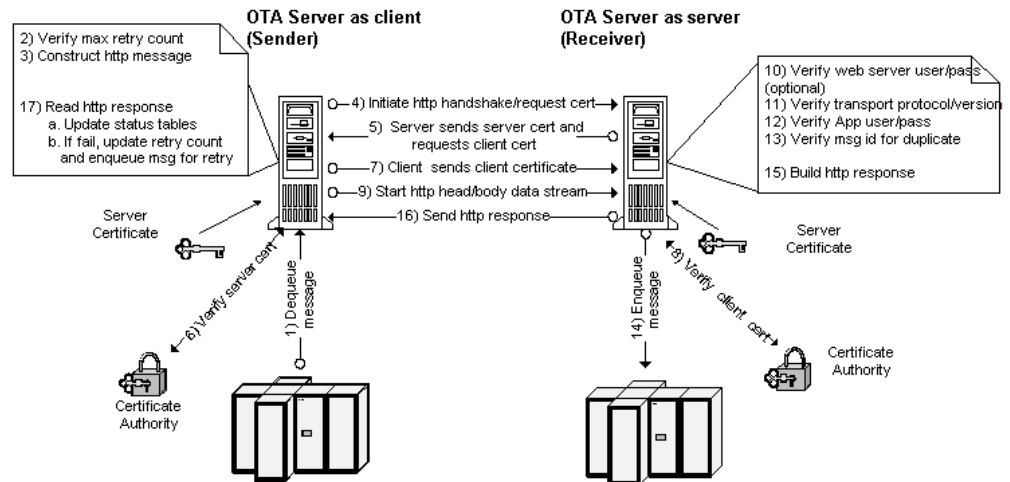 OTA Server as client
(Sender)
OTA Server as server
(Receiver)
2) Verify max retry count
3) Construct http message
17) Read http response
a. Update status tables
b. If fail, update retry count
and enqueue msg for retry
10) Verify web server user/pass
(optional)
11) Verify transport protocol/version
12) Verify App user/pass
13) Verify msg id for duplicate
15) Build http response
4) Initiate http handshake/request cert
5) Server sends server cert and
requests client cert
7) Client sends client certificate
9) Start http head/body data stream
16) Send http response
Server
Certificate
Server
Certificate
6) Verify server cert
1) Dequeue
message
14) Enqueue
message
8) Verify client cert
Certificate
Authority
Certificate
Authority